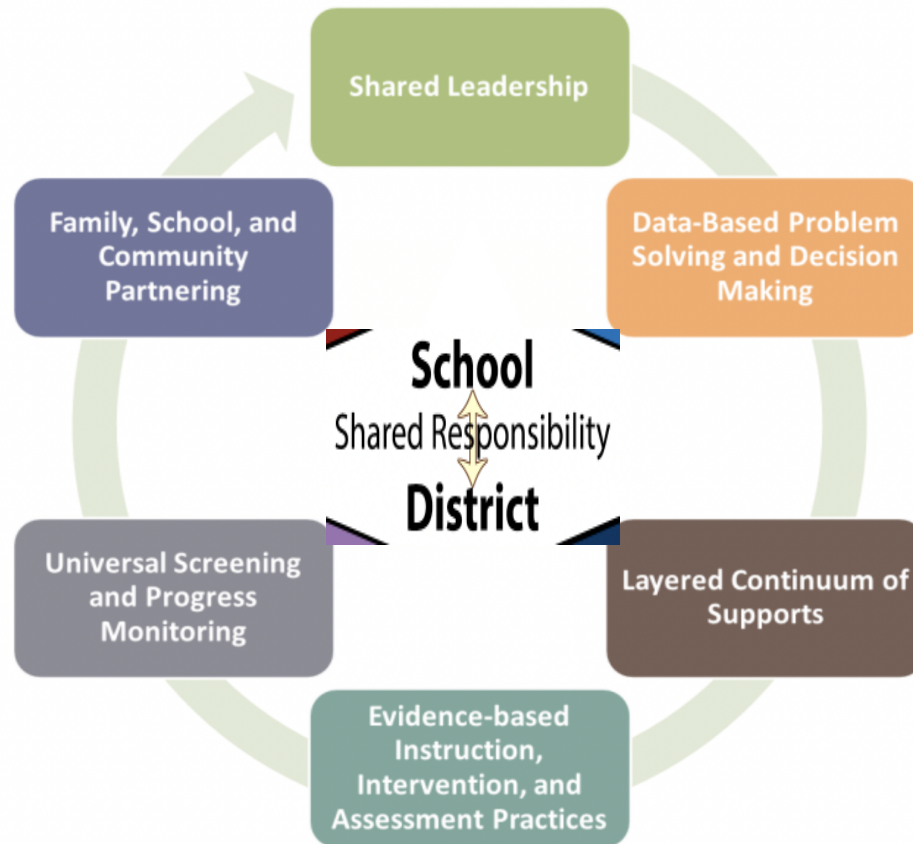 Shared Leadership
Data-Based Problem
Solving and Decision
Making
Layered Continuum of
Supports
Evidence-based
Instruction,
Intervention, and
Assessment Practices
Universal Screening
and Progress
Monitoring
Family, School, and
Community
Partnering
School
Shared Responsibility
District